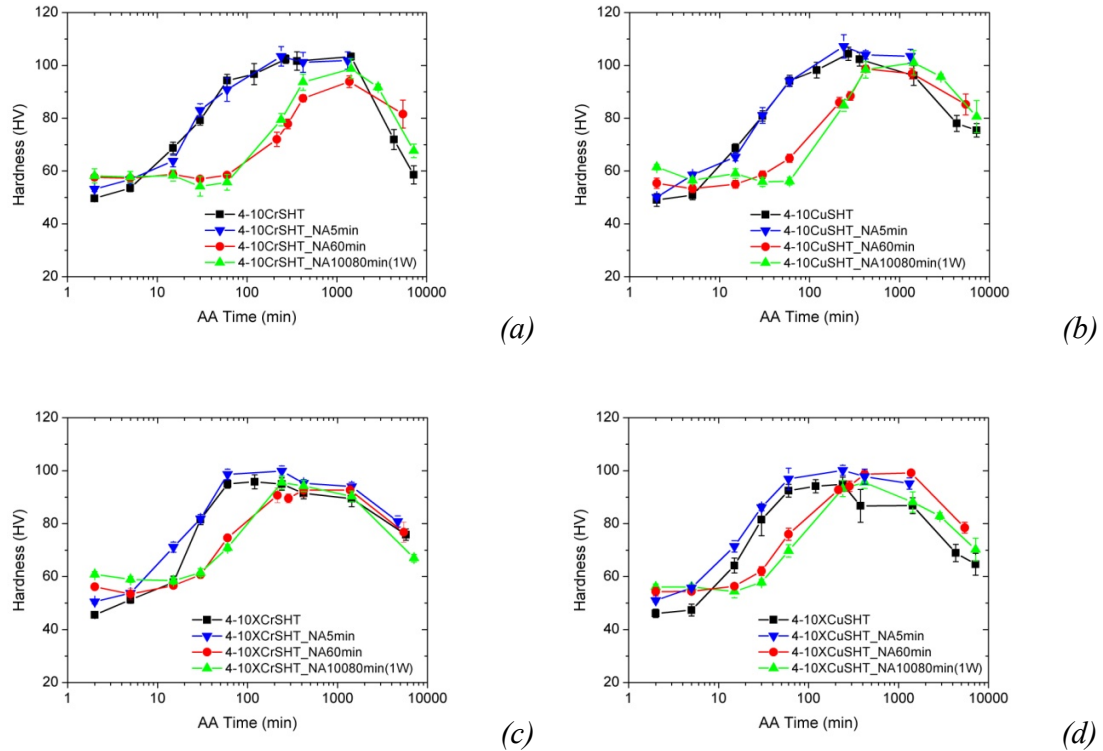 120
100
80
60
40
20
Hardness (HV)
4-10CrSHT
4-10CrSHT_NA5min
4-10CrSHT_NA60min
4-10CrSHT_NA10080min(1W)
1 10 100 1000 10000
AA Time (min)
(a)
120
100
80
60
40
20
Hardness (HV)
4-10CuSHT
4-10CuSHT_NA5min
4-10CuSHT_NA60min
4-10CuSHT_NA10080min(1W)
1 10 100 1000 10000
AA Time (min)
(b)
120
100
80
60
40
20
Hardness (HV)
4-10XCrSHT
4-10XCrSHT_NA5min
4-10XCrSHT_NA60min
4-10XCrSHT_NA10080min(1W)
1 10 100 1000 10000
AA Time (min)
(c)
120
100
80
60
40
20
Hardness (HV)
4-10XCuSHT
4-10XCuSHT_NA5min
4-10XCuSHT_NA60min
4-10XCuSHT_NA10080min(1W)
1 10 100 1000 10000
AA Time (min)
(d)